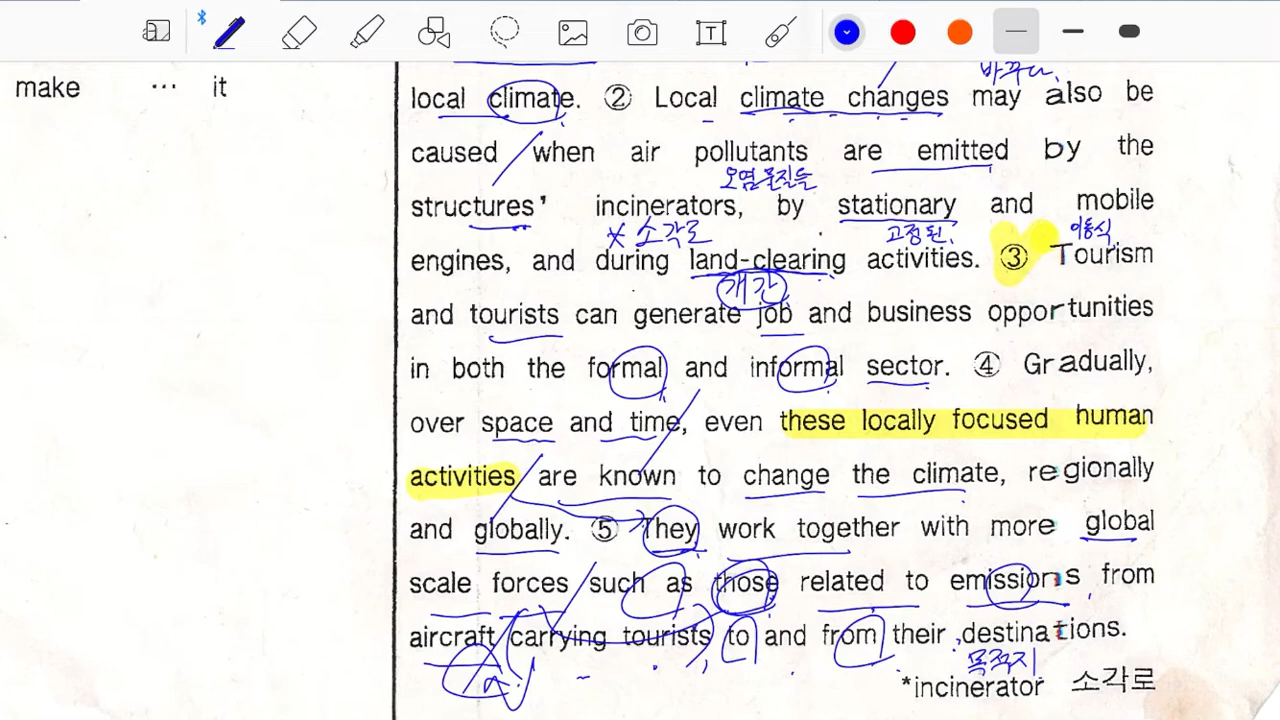 make ... it
바꾸다.
local climate. ② Local climate changes may also be
caused when air pollutants are emitted by the
오염물질들
structures' incinerators, by stationary and mobile
* 소각로 고정된. 이동식
engines, and during land-clearing activities. ③ Tourism
개간
and tourists can generate job and business opportunities
in both the formal and informal sector. ④ Gradually,
over space and time, even these locally focused human
activities are known to change the climate, regionally
and globally. ⑤ They work together with more global
scale forces such as those related to emissions from
aircraft carrying tourists to and from their destinations.
목적지
*incinerator 소각로